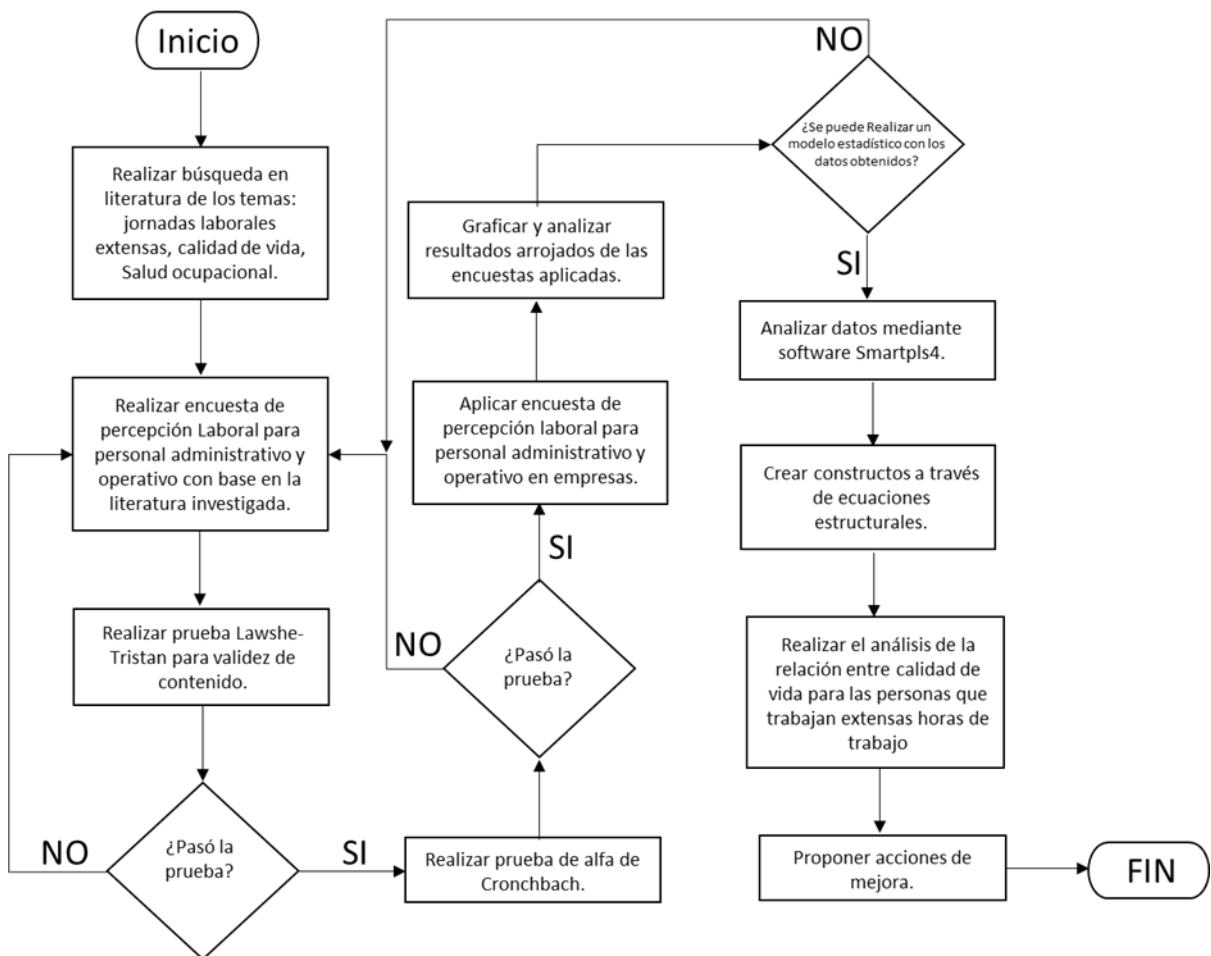 Inicio
Realizar búsqueda en
literatura de los temas:
jornadas laborales
extensas, calidad de vida,
Salud ocupacional.
Realizar encuesta de
percepción Laboral para
personal administrativo y
operativo con base en la
literatura investigada.
Realizar prueba Lawshe-
Tristan para validez de
contenido.
¿Pasó la
prueba?
NO
SI
Realizar prueba de alfa de
Cronchbach.
¿Pasó la
prueba?
NO
SI
Aplicar encuesta de
percepción laboral para
personal administrativo y
operativo en empresas.
Graficar y analizar
resultados arrojados de las
encuestas aplicadas.
¿Se puede Realizar un
modelo estadístico con los
datos obtenidos?
NO
SI
Analizar datos mediante
software Smartpls4.
Crear constructos a través
de ecuaciones
estructurales.
Realizar el análisis de la
relación entre calidad de
vida para las personas que
trabajan extensas horas de
trabajo
Proponer acciones de
mejora.
FIN